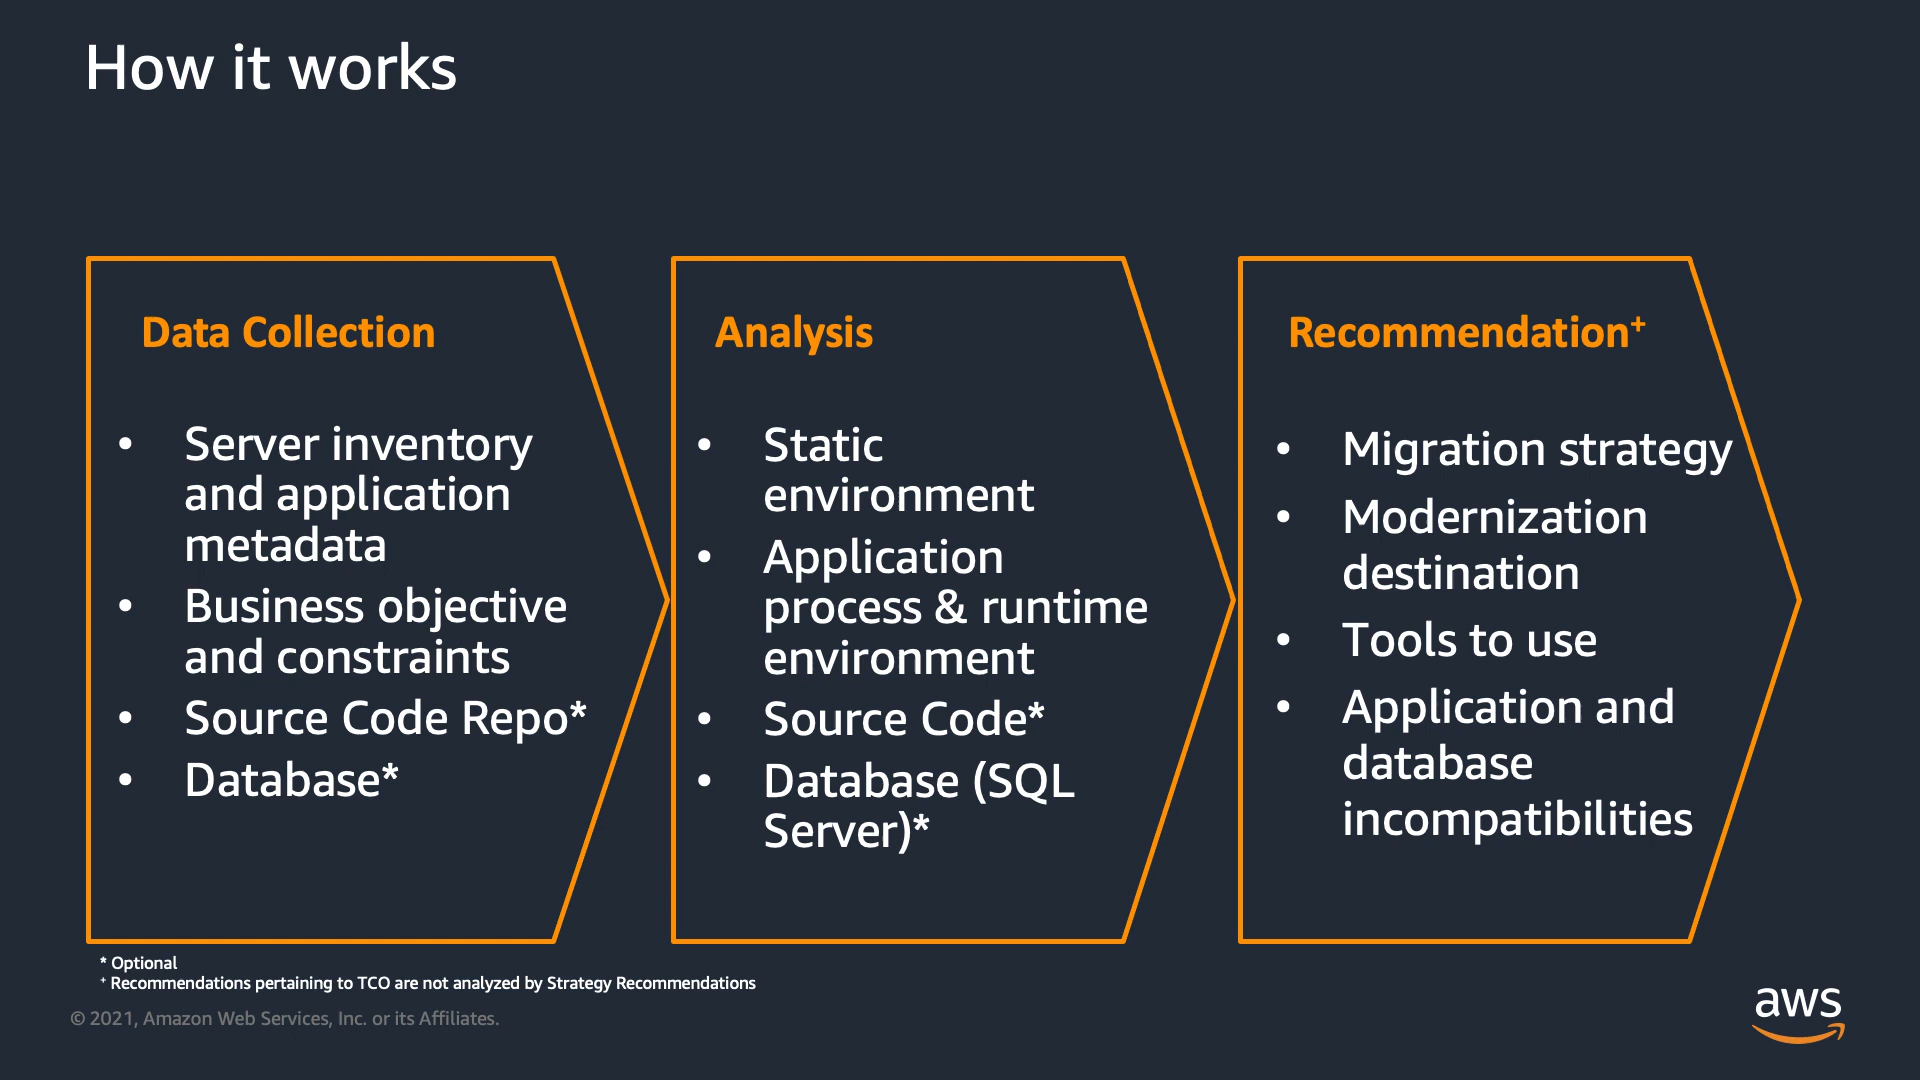 How it works
Data Collection
• Server inventory
and application
metadata
• Business objective
and constraints
• Source Code Repo*
• Database*
Analysis
• Static
environment
• Application
process & runtime
environment
• Source Code*
• Database (SQL
Server)*
Recommendation⁺
• Migration strategy
• Modernization
destination
• Tools to use
• Application and
database
incompatibilities
* Optional
⁺ Recommendations pertaining to TCO are not analyzed by Strategy Recommendations
© 2021, Amazon Web Services, Inc. or its Affiliates.
aws